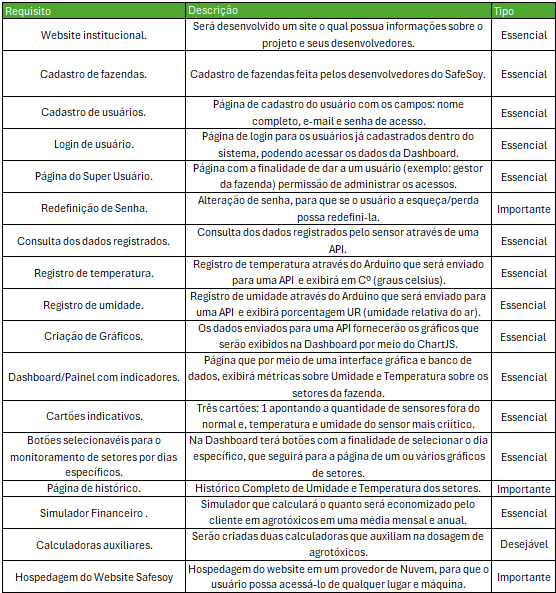 Requisito Descrição Tipo
Website institucional. Será desenvolvido um site o qual possua informações sobre o projeto e seus desenvolvedores. Essencial
Cadastro de fazendas. Cadastro de fazendas feita pelos desenvolvedores do SafeSoy. Essencial
Cadastro de usuários. Página de cadastro do usuário com os campos: nome completo, e-mail e senha de acesso. Essencial
Login de usuário. Página de login para os usuários já cadastrados dentro do sistema, podendo acessar os dados da Dashboard. Essencial
Página do Super Usuário. Página com a finalidade de dar a um usuário (exemplo: gestor da fazenda) permissão de administrar os acessos. Essencial
Redefinição de Senha. Alteração de senha, para que se o usuário a esqueça/perda possa redefini-la. Importante
Consulta dos dados registrados. Consulta dos dados registrados pelo sensor através de uma API. Essencial
Registro de temperatura. Registro de temperatura através do Arduino que será enviado para uma API e exibirá em Cº (graus celsius). Essencial
Registro de umidade. Registro de umidade através do Arduino que será enviado para uma API e exibirá porcentagem UR (umidade relativa do ar). Essencial
Criação de Gráficos. Os dados enviados para uma API fornecerão os gráficos que serão exibidos na Dashboard por meio do ChartJS. Essencial
Dashboard/Painel com indicadores. Página que por meio de uma interface gráfica e banco de dados, exibirá métricas sobre Umidade e Temperatura sobre os setores da fazenda. Essencial
Cartões indicativos. Três cartões: 1 apontando a quantidade de sensores fora do normal e, temperatura e umidade do sensor mais criítico. Essencial
Botões selecionavéis para o monitoramento de setores por dias específicos. Na Dashboard terá botões com a finalidade de selecionar o dia específico, que seguirá para a página de um ou vários gráficos de setores. Essencial
Página de histórico. Histórico Completo de Umidade e Temperatura dos setores. Importante
Simulador Financeiro . Simulador que calculará o quanto será economizado pelo cliente em agrotóxicos em uma média mensal e anual. Essencial
Calculadoras auxiliares. Serão criadas duas calculadoras que auxiliam na dosagem de agrotóxicos. Desejável
Hospedagem do Website Safesoy Hospedagem do website em um provedor de Nuvem, para que o usuário possa acessá-lo de qualquer lugar e máquina. Importante